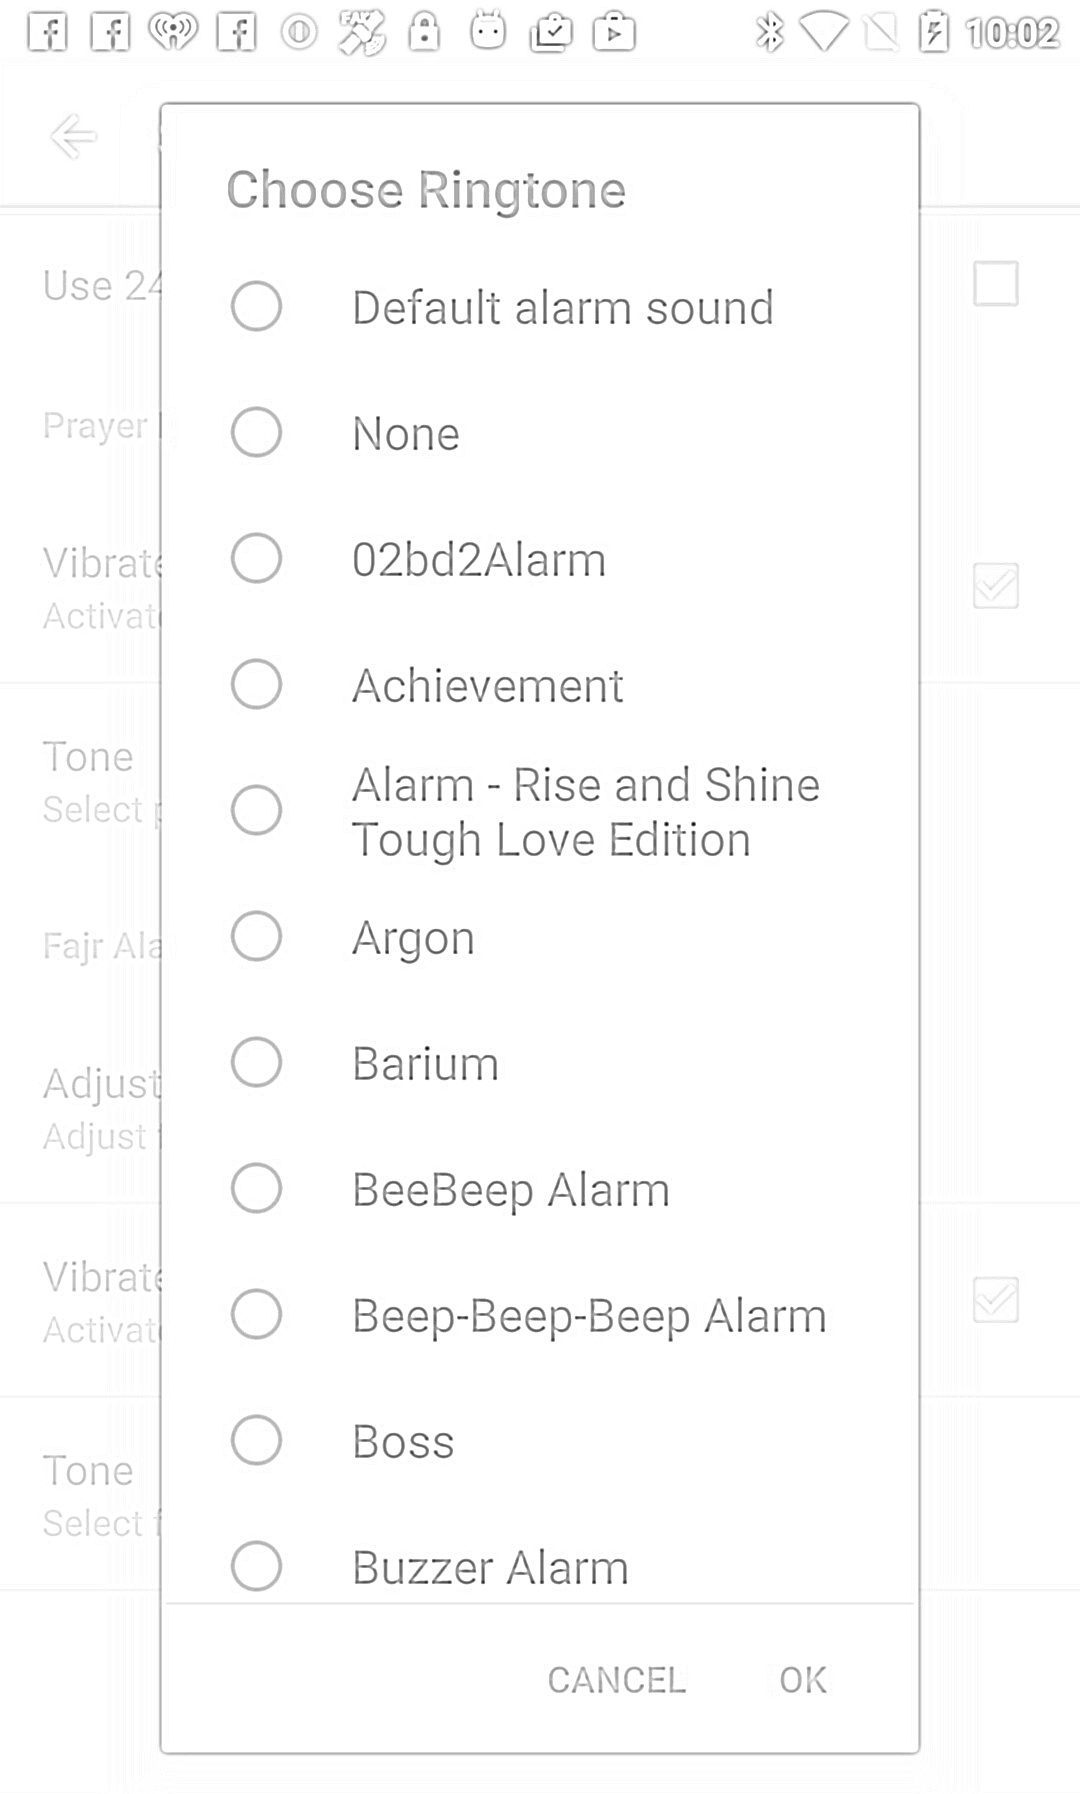 10:02
Choose Ringtone
Use 24
Default alarm sound
Prayer
None
Vibrate
Activate
02bd2Alarm
Achievement
Tone
Select
Alarm - Rise and Shine
Tough Love Edition
Fajr Ala
Argon
Adjust
Adjust
Barium
BeeBeep Alarm
Vibrate
Activate
Beep-Beep-Beep Alarm
Tone
Select
Boss
Buzzer Alarm
CANCEL OK